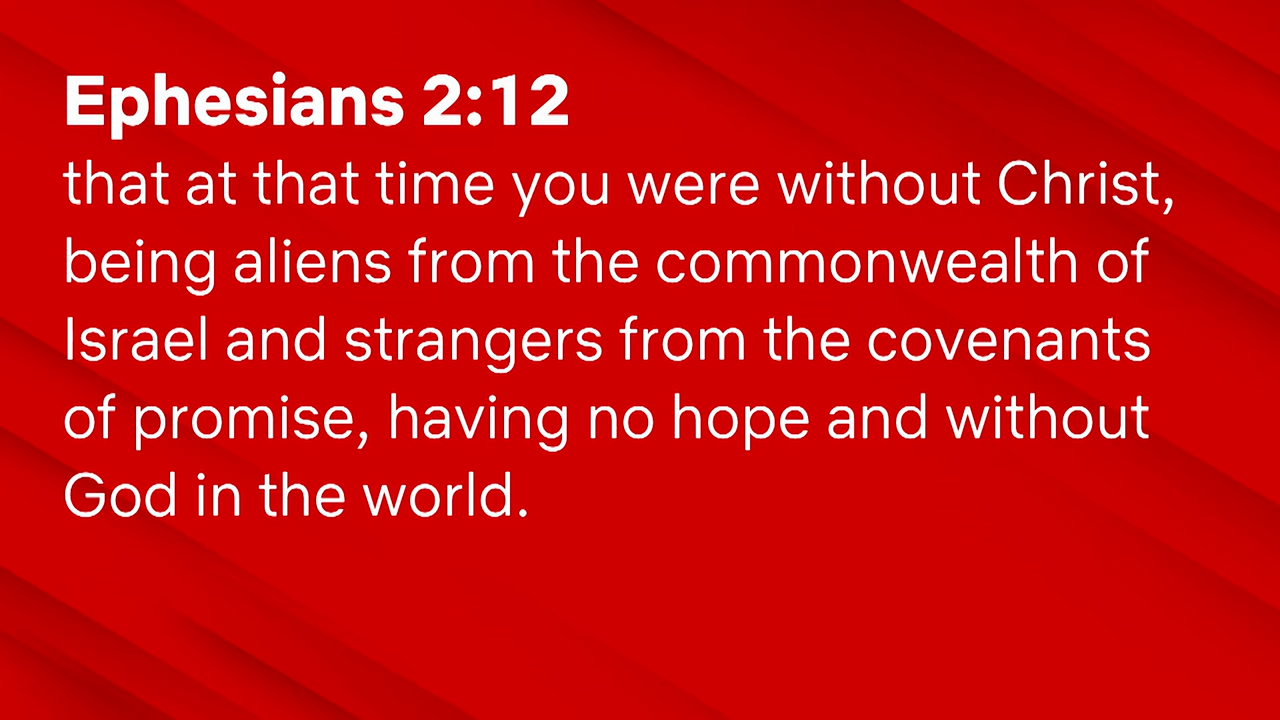 Ephesians 2:12
that at that time you were without Christ,
being aliens from the commonwealth of
Israel and strangers from the covenants
of promise, having no hope and without
God in the world.